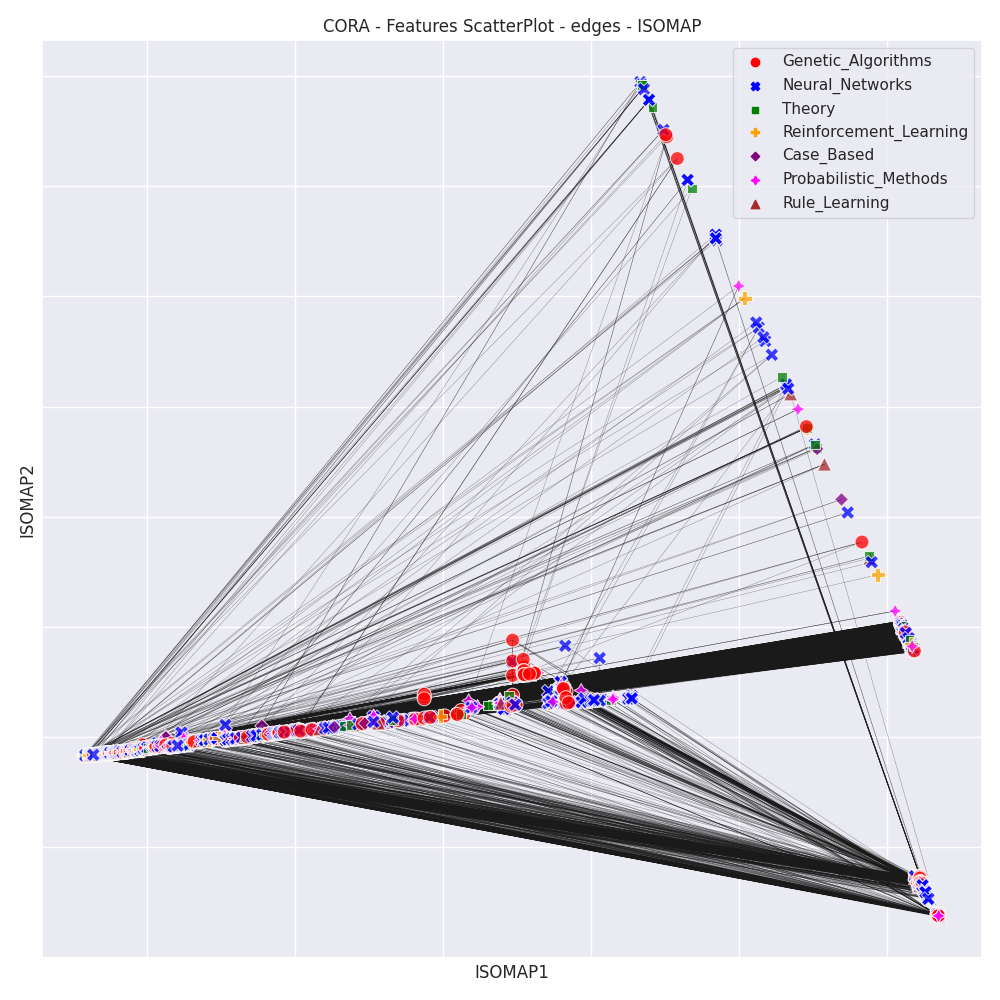 CORA - Features ScatterPlot - edges - ISOMAP
Genetic_Algorithms
Neural_Networks
Theory
Reinforcement_Learning
Case_Based
Probabilistic_Methods
Rule_Learning
ISOMAP2
ISOMAP1